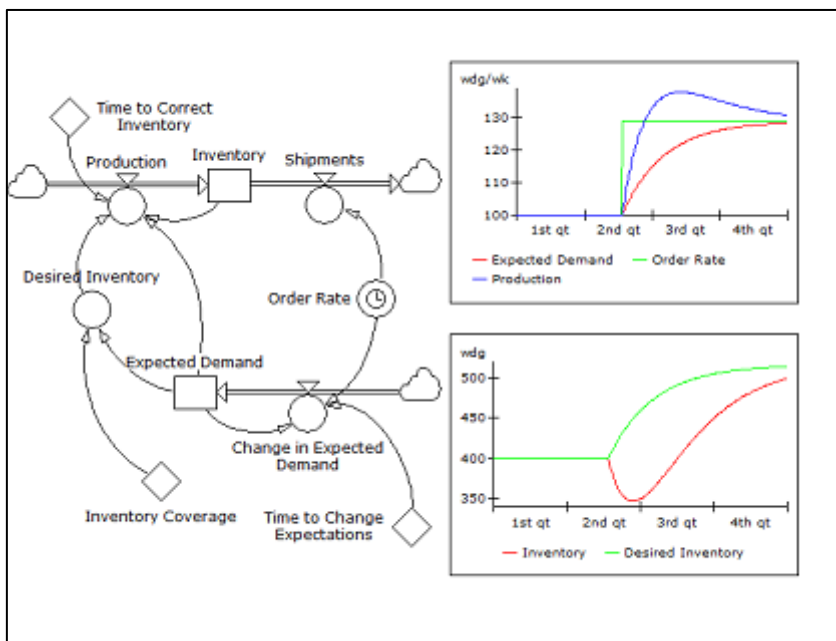 Time to Correct
Inventory
Production
Inventory
Shipments
Desired Inventory
Order Rate
Expected Demand
Change in Expected
Demand
Inventory Coverage
Time to Change
Expectations
wdg/wk
130
120
110
100
1st qt 2nd qt 3rd qt 4th qt
Expected Demand Order Rate
Production
wdg
500
450
400
350
1st qt 2nd qt 3rd qt 4th qt
Inventory Desired Inventory